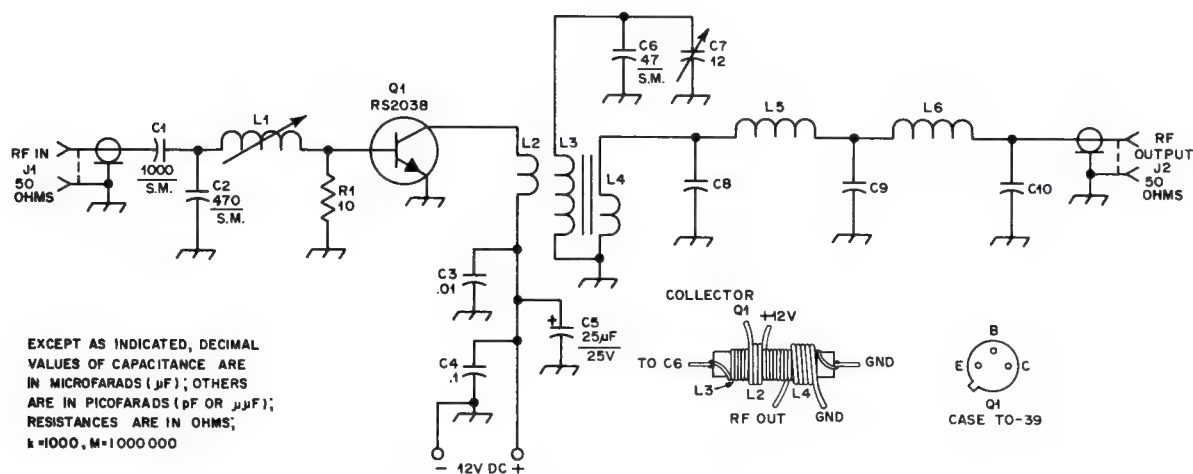 C6
47
S.M.
C7
12
Q1
RS2038
L5
L6
C1
L1
L2
L3
L4
RF IN
J1
50
OHMS
1000
S.M.
C2
470
S.M.
R1
10
C8
C9
C10
RF
OUTPUT
J2
50
OHMS
C3
.01
C5
25µF
25V
+
C4
.1
- 12V DC +
EXCEPT AS INDICATED, DECIMAL
VALUES OF CAPACITANCE ARE
IN MICROFARADS (µF); OTHERS
ARE IN PICOFARADS (pF OR µµF);
RESISTANCES ARE IN OHMS;
k=1000, M=1000000
COLLECTOR
Q1
+12V
TO C6
GND
L3
L2
L4
RF OUT
GND
B
E
C
Q1
CASE TO-39